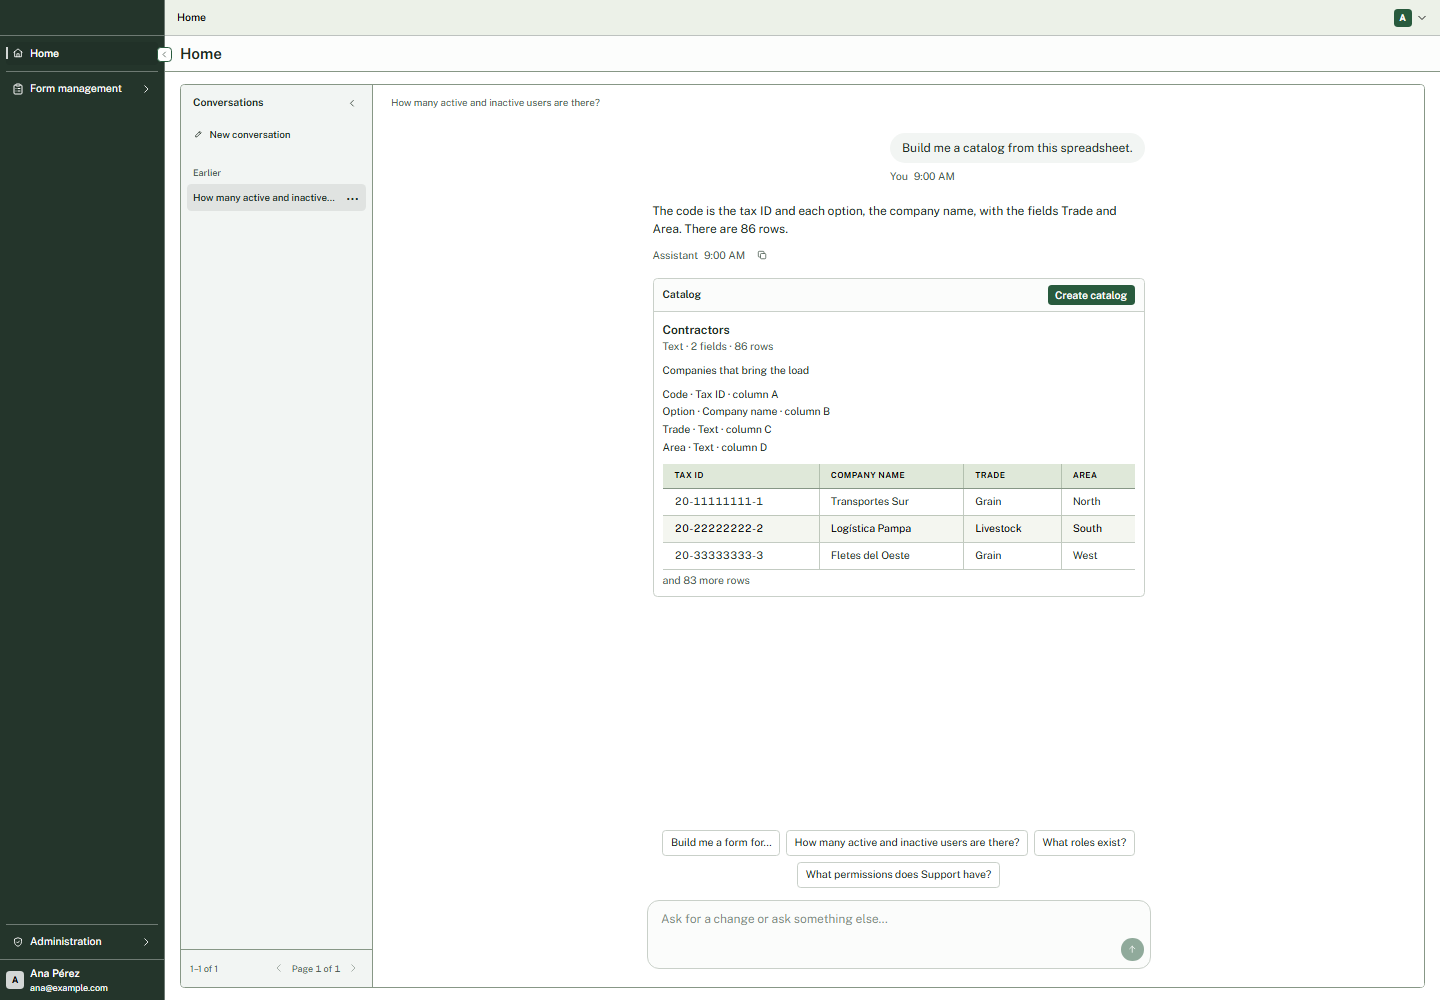 Home
A
Home
Home
Form management
Conversations
How many active and inactive users are there?
New conversation
Build me a catalog from this spreadsheet.
You 9:00 AM
Earlier
How many active and inactive...
The code is the tax ID and each option, the company name, with the fields Trade and
Area. There are 86 rows.
Assistant 9:00 AM
Catalog
Create catalog
Contractors
Text · 2 fields · 86 rows
Companies that bring the load
Code · Tax ID · column A
Option · Company name · column B
Trade · Text · column C
Area · Text · column D
TAX ID COMPANY NAME TRADE AREA
20-11111111-1 Transportes Sur Grain North
20-22222222-2 Logística Pampa Livestock South
20-33333333-3 Fletes del Oeste Grain West
and 83 more rows
Build me a form for... How many active and inactive users are there? What roles exist?
What permissions does Support have?
Ask for a change or ask something else...
Administration
1–1 of 1 Page 1 of 1
A
Ana Pérez
ana@example.com